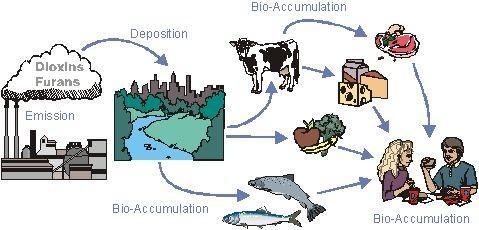 Bio-Accumulation
Deposition
Dioxins
Furans
Emission
Bio-Accumulation
Bio-Accumulation